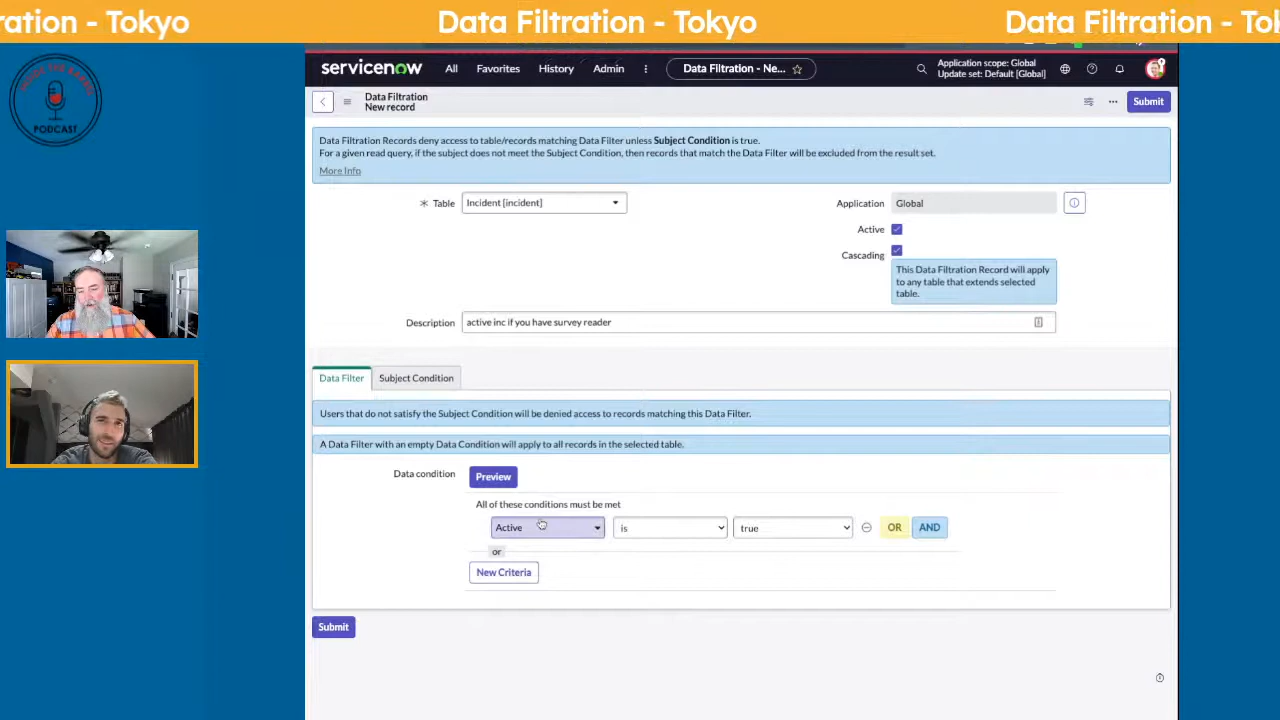 ration - Tokyo
Data Filtration - Tokyo
Data Filtration - Tok
PODCAST
servicenow
All
Favorites
History
Admin
Data Filtration - Ne...
Application scope: Global
Update set: Default [Global]
Data Filtration
New record
Submit
Data Filtration Records deny access to table/records matching Data Filter unless Subject Condition is true.
For a given read query, if the subject does not meet the Subject Condition, then records that match the Data Filter will be excluded from the result set.
More Info
Table
Incident [incident]
Application
Global
Active
Cascading
This Data Filtration Record will apply
to any table that extends selected
table.
Description
active inc if you have survey reader
Data Filter
Subject Condition
Users that do not satisfy the Subject Condition will be denied access to records matching this Data Filter.
A Data Filter with an empty Data Condition will apply to all records in the selected table.
Data condition
Preview
All of these conditions must be met
Active
is
true
OR
AND
or
New Criteria
Submit